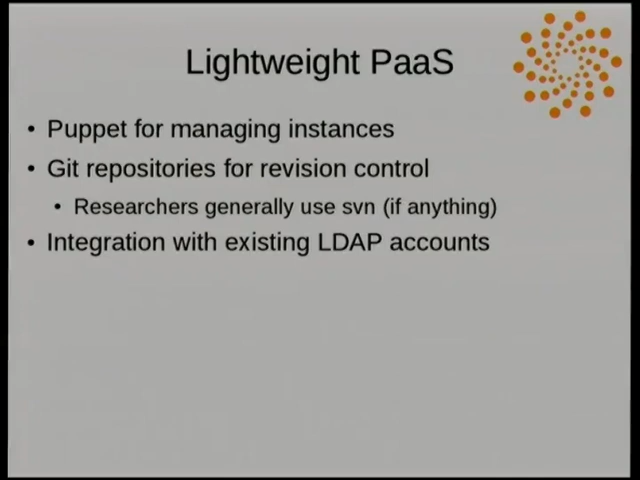 Lightweight PaaS
• Puppet for managing instances
• Git repositories for revision control
• Researchers generally use svn (if anything)
• Integration with existing LDAP accounts